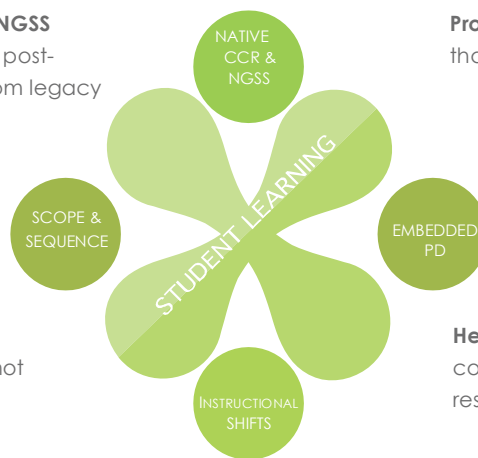 NGSS
post-
om legacy
NATIVE
CCR &
NGSS
Pro
tha
SCOPE &
SEQUENCE
STUDENT LEARNING
EMBEDDED
PD
not
INSTRUCTIONAL
SHIFTS
He
co
res